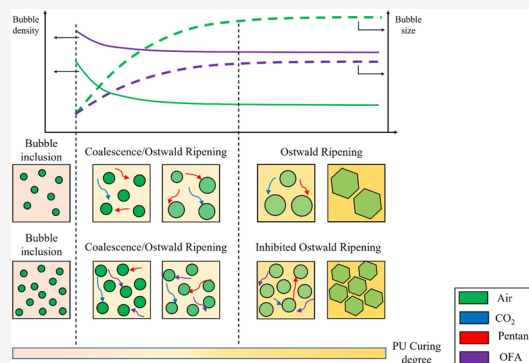 Bubble
density
Bubble
size
Bubble
inclusion
Coalescence/Ostwald Ripening
Ostwald Ripening
Bubble
inclusion
Coalescence/Ostwald Ripening
Inhibited Ostwald Ripening
Air
CO2
Pentan
OFA
PU Curing
degree